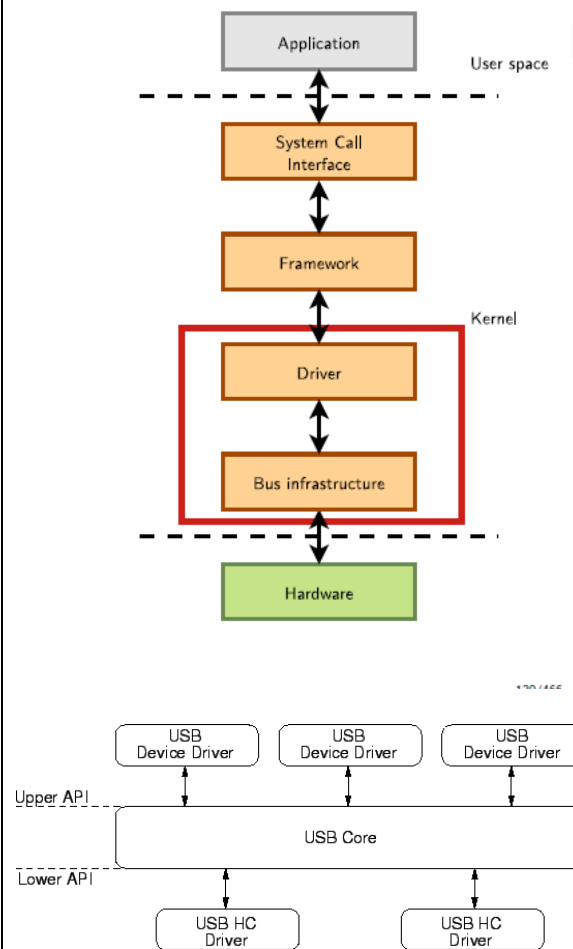 Application
User space
System Call
Interface
Framework
Kernel
Driver
Bus infrastructure
Hardware
USB
Device Driver
USB
Device Driver
USB
Device Driver
Upper API
USB Core
Lower API
USB HC
Driver
USB HC
Driver